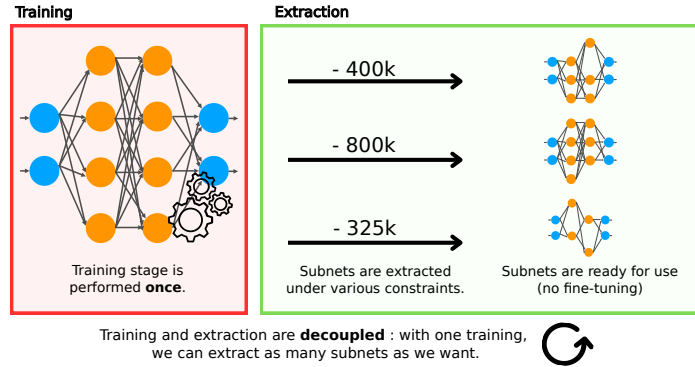 Training
Extraction
- 400k
- 800k
- 325k
Training stage is
performed once.
Subnets are extracted
under various constraints.
Subnets are ready for use
(no fine-tuning)
Training and extraction are decoupled : with one training,
we can extract as many subnets as we want.